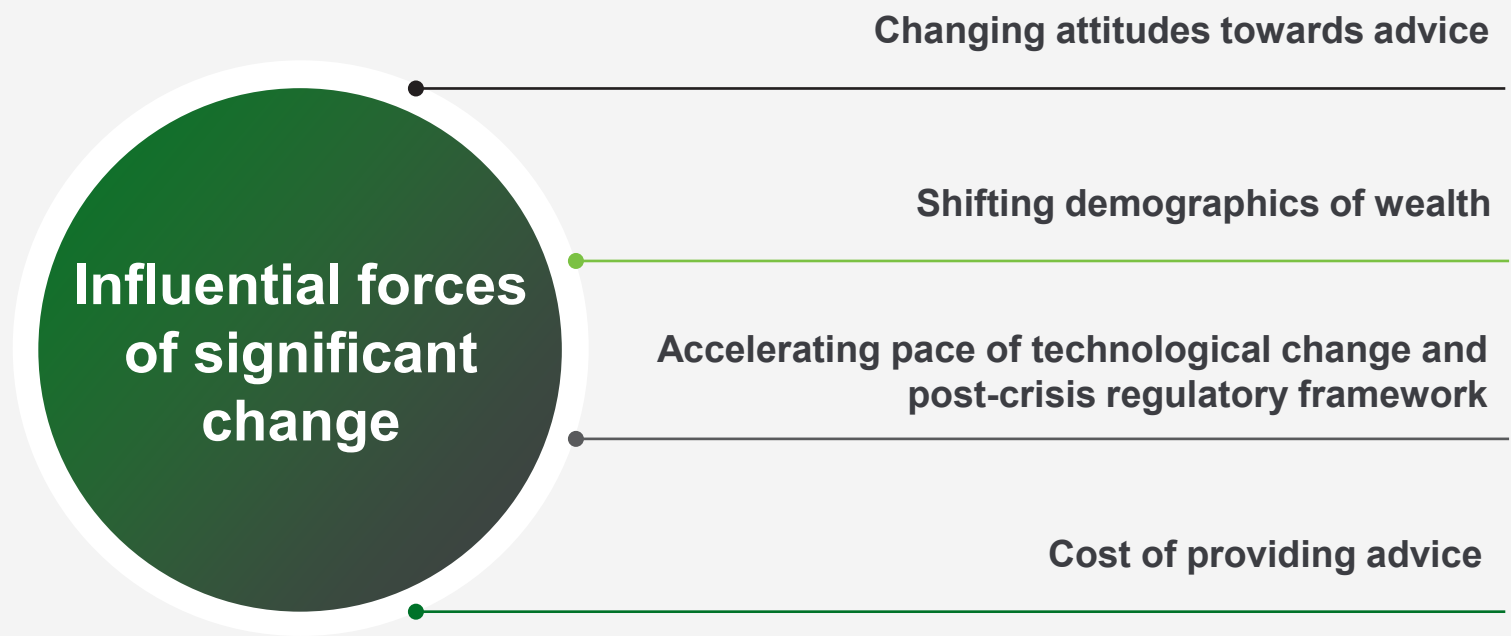 Influential forces
of significant
change
Changing attitudes towards advice
Shifting demographics of wealth
Accelerating pace of technological change and
post-crisis regulatory framework
Cost of providing advice